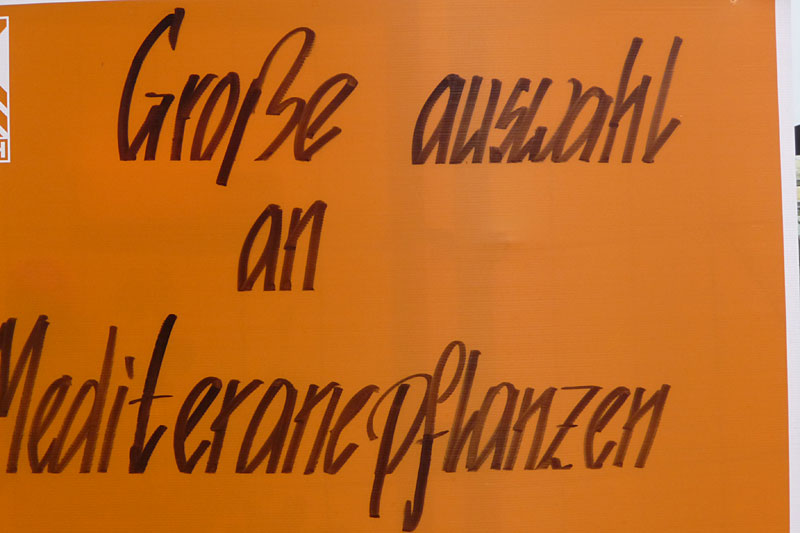 Große auswahl
an
Mediteranepflanzen